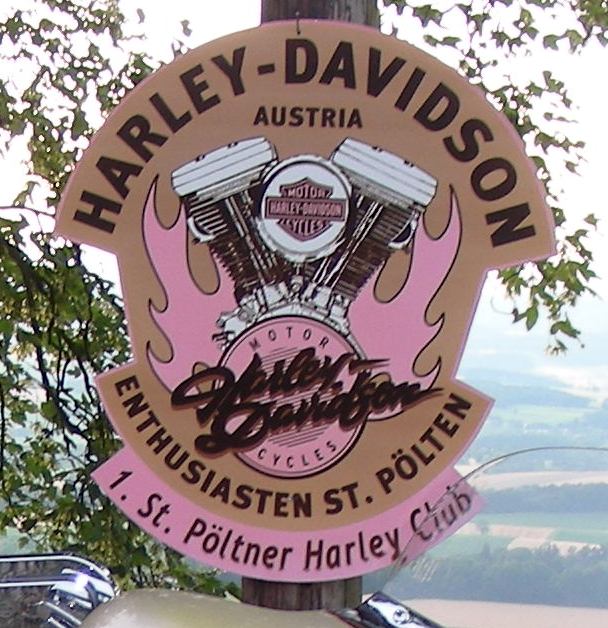 HARLEY-DAVIDSON
AUSTRIA
MOTOR
HARLEY-DAVIDSON
CYCLES
MOTOR
Harley-
Davidson
CYCLES
ENTHUSIASTEN ST. PÖLTEN
1. St. Pöltner Harley Club